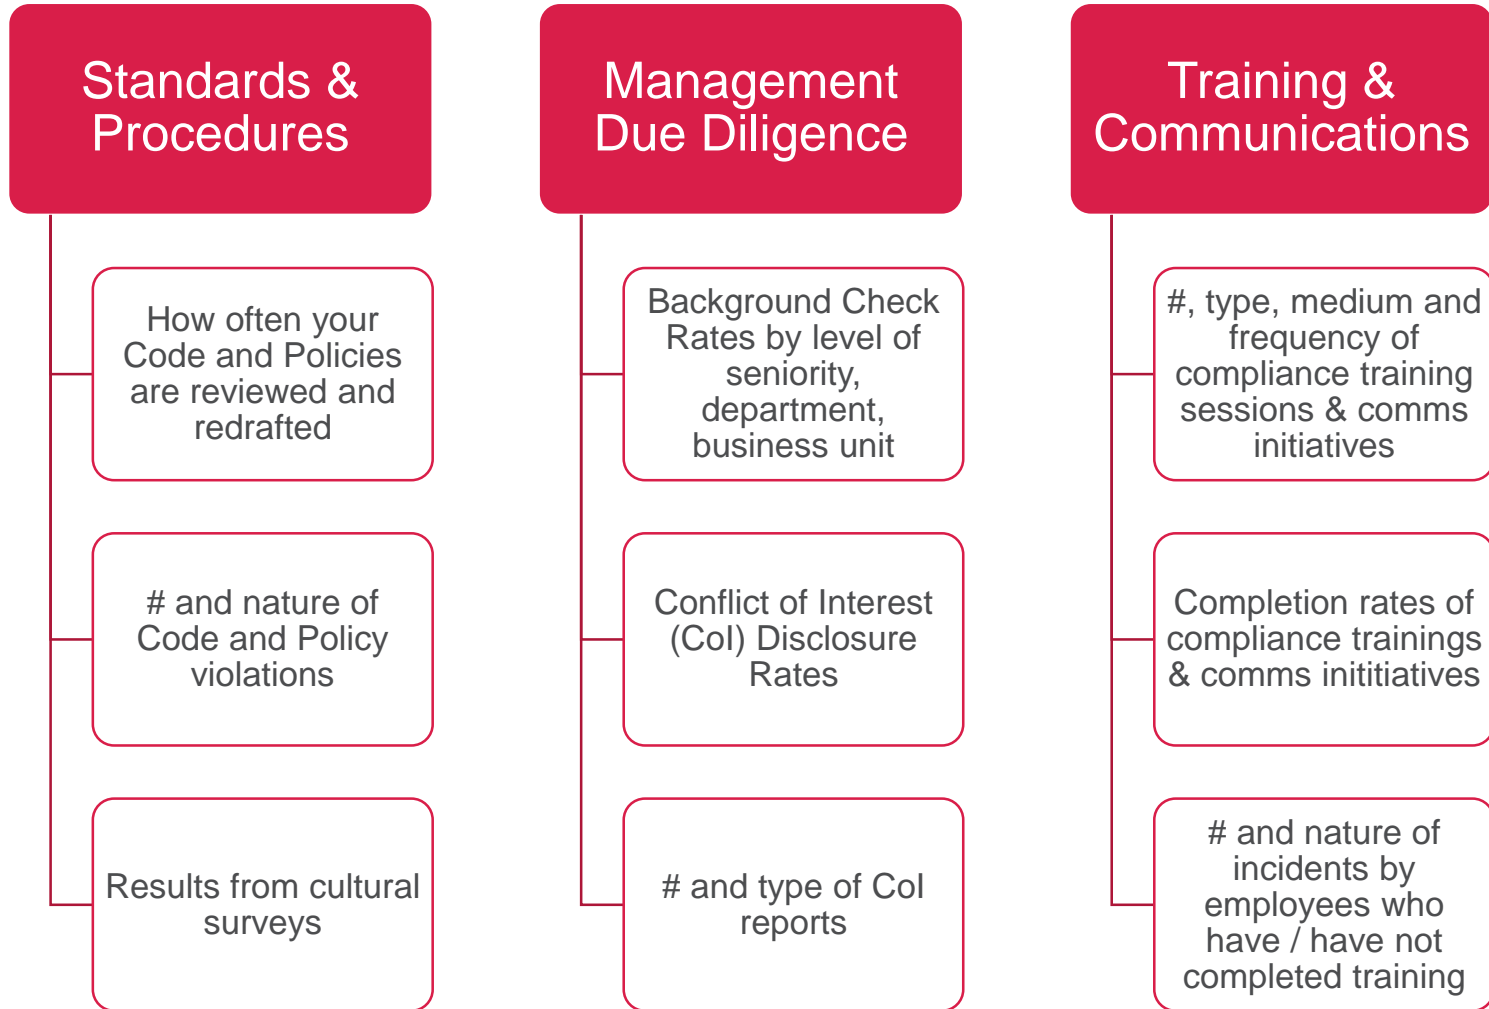 Standards &
Procedures
How often your
Code and Policies
are reviewed and
redrafted
# and nature of
Code and Policy
violations
Results from cultural
surveys
Management
Due Diligence
Background Check
Rates by level of
seniority,
department,
business unit
Conflict of Interest
(CoI) Disclosure
Rates
# and type of CoI
reports
Training &
Communications
#, type, medium and
frequency of
compliance training
sessions & comms
initiatives
Completion rates of
compliance trainings
& comms inititiatives
# and nature of
incidents by
employees who
have / have not
completed training